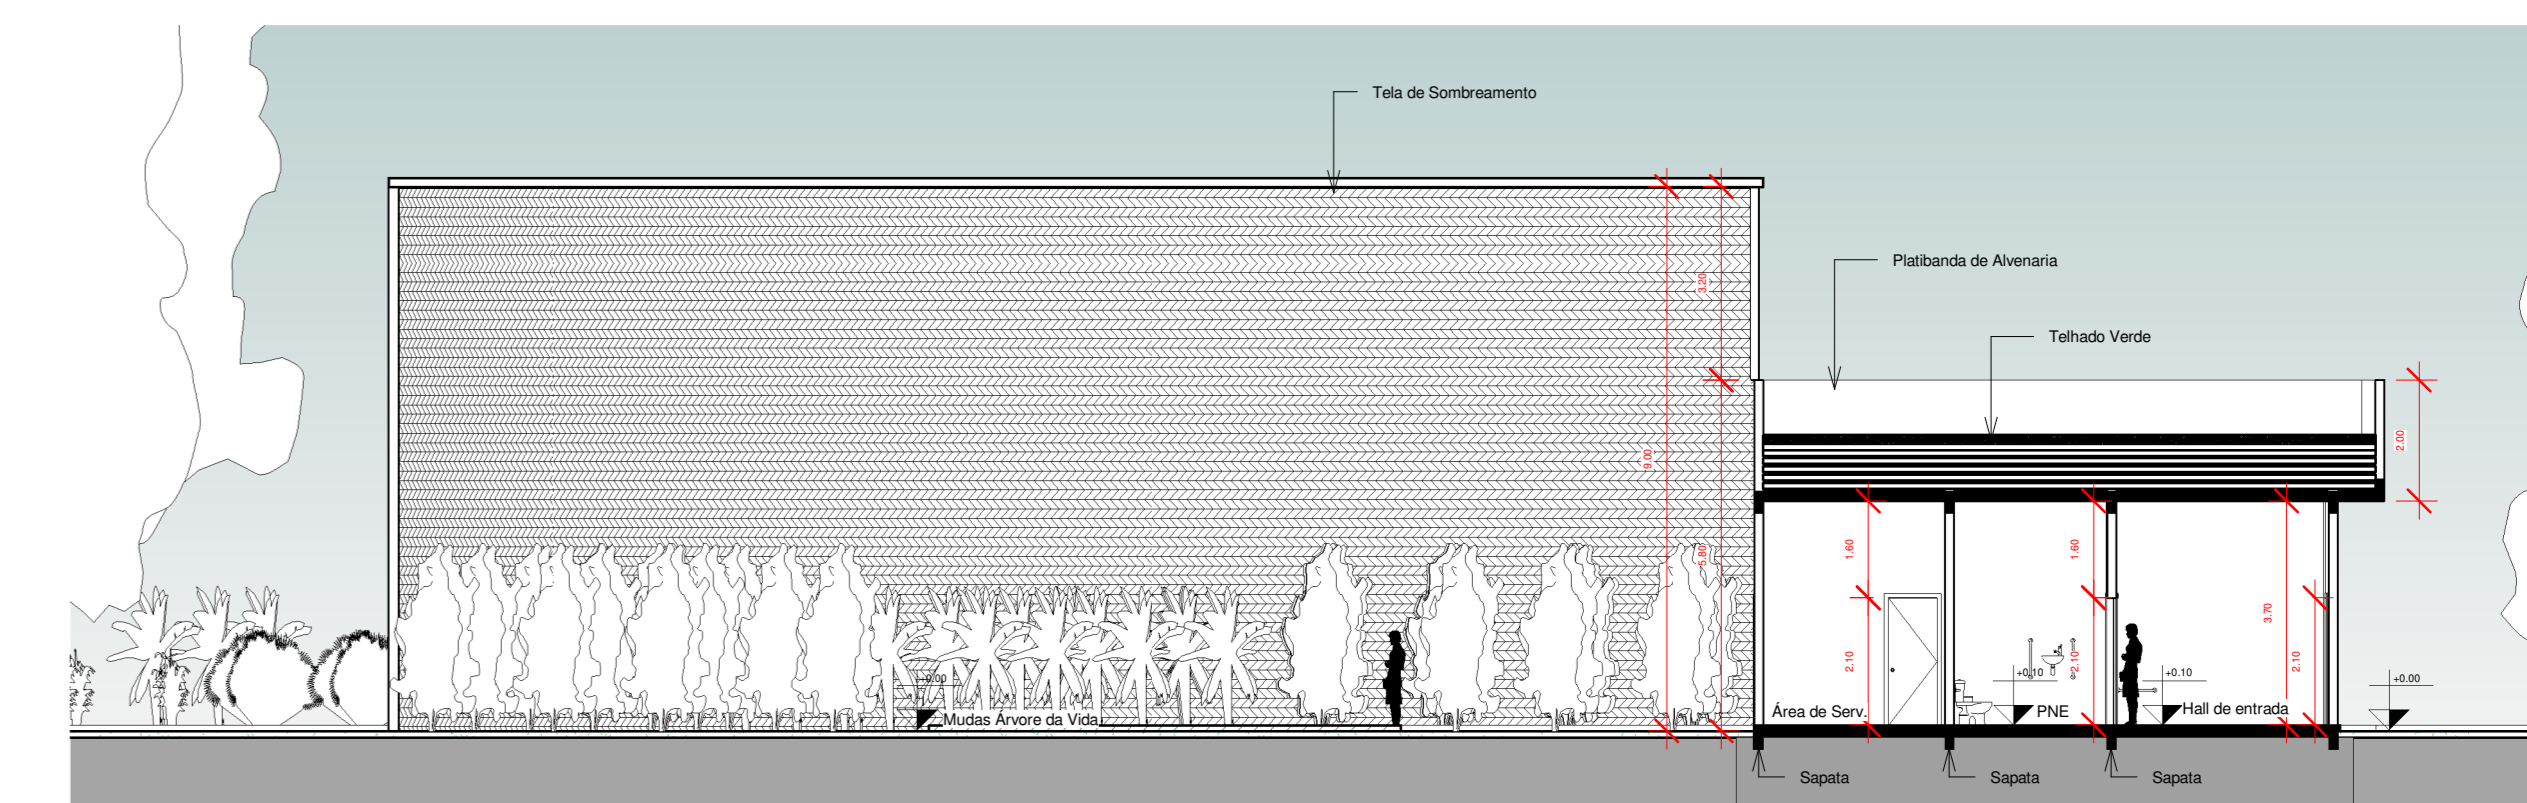 Tela de Sombreamento
Platibanda de Alvenaria
3.20
Telhado Verde
9.00
2.00
5.80
1.60
1.60
3.70
2.10
2.10
2.10
+0.00
+0.10
+0.10
+0.00
Mudas Árvore da Vida
Área de Serv.
PNE
Hall de entrada
Sapata
Sapata
Sapata